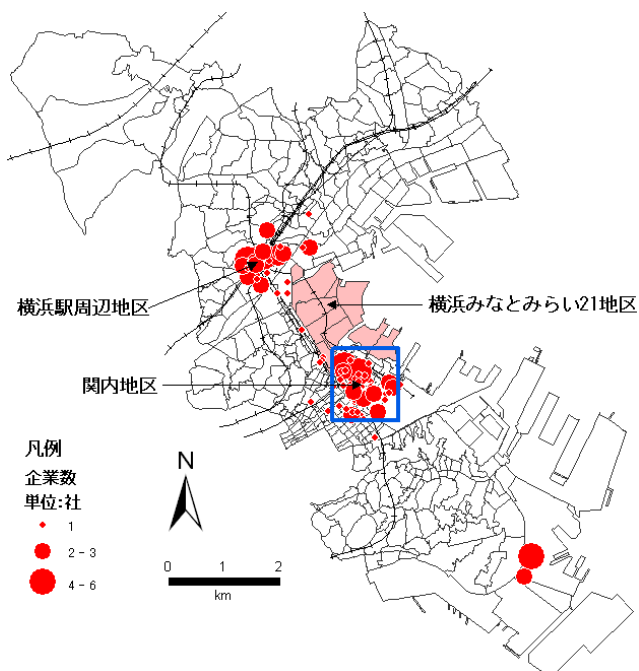 横浜駅周辺地区
横浜みなとみらい21地区
関内地区
凡例
企業数
単位:社
1
2 - 3
4 - 6
N
0 1 2
km